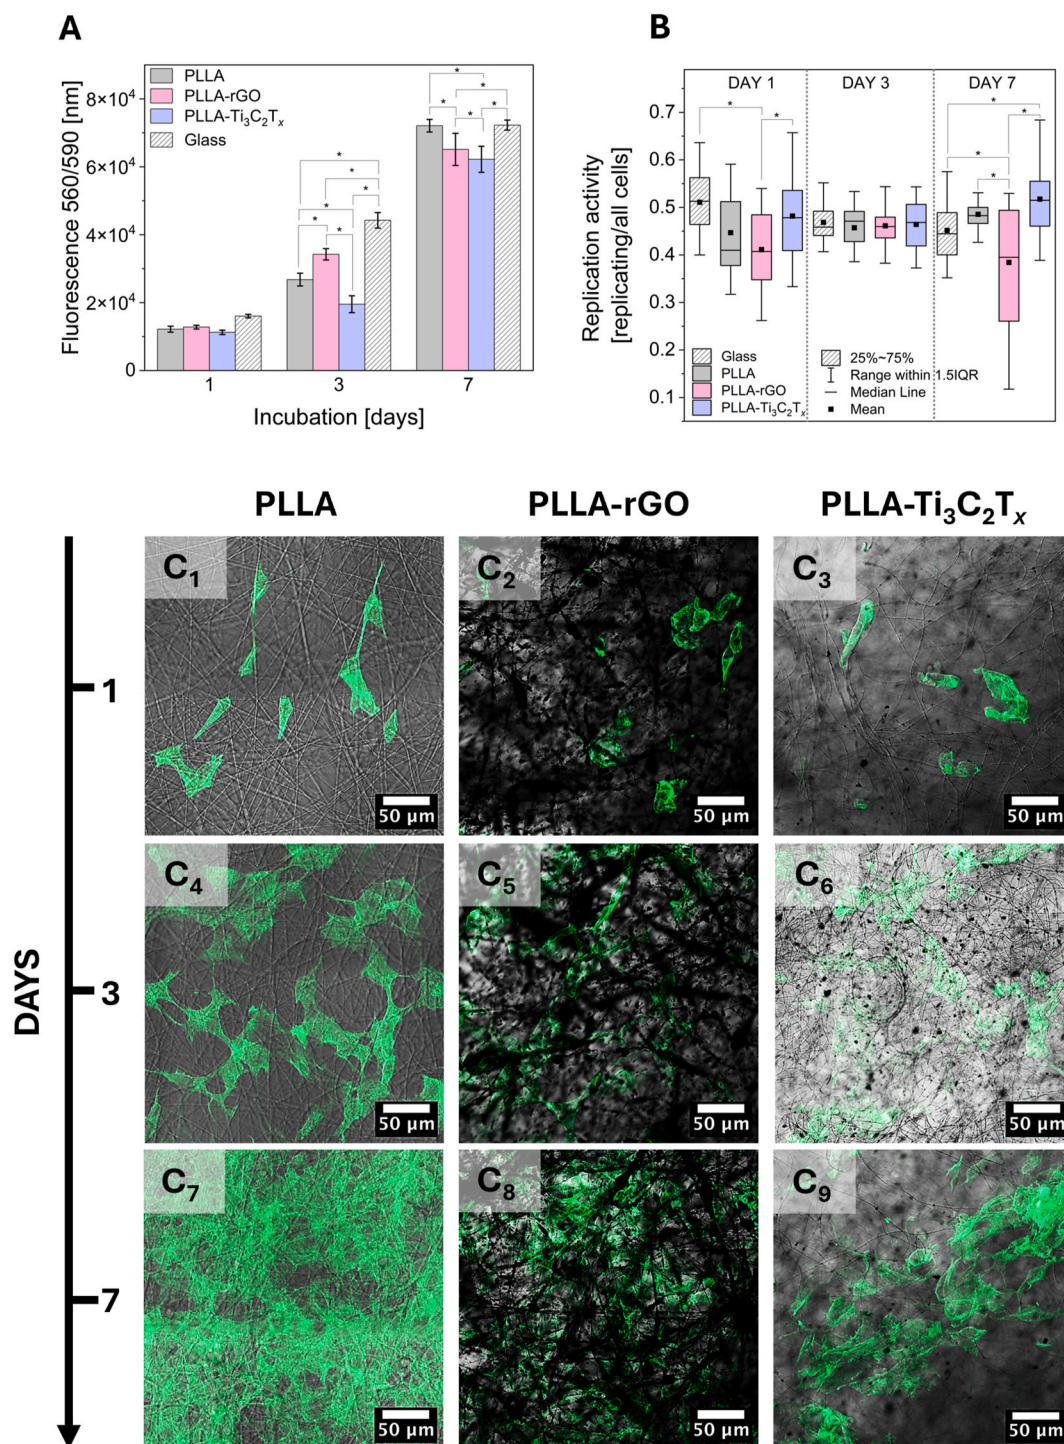 A
Fluorescence 560/590 [nm]
8×10⁴
6×10⁴
4×10⁴
2×10⁴
0
PLLA
PLLA-rGO
PLLA-Ti₃C₂Tₓ
Glass
* * * * * * * * * *
1 3 7
Incubation [days]
B
Replication activity
[replicating/all cells]
0.7
0.6
0.5
0.4
0.3
0.2
0.1
DAY 1 DAY 3 DAY 7
* * * * * *
Glass
PLLA
PLLA-rGO
PLLA-Ti₃C₂Tₓ
25%~75%
Range within 1.5IQR
Median Line
Mean
PLLA PLLA-rGO PLLA-Ti₃C₂Tₓ
DAYS
1
C₁ C₂ C₃
50 µm 50 µm 50 µm
3
C₄ C₅ C₆
50 µm 50 µm 50 µm
7
C₇ C₈ C₉
50 µm 50 µm 50 µm